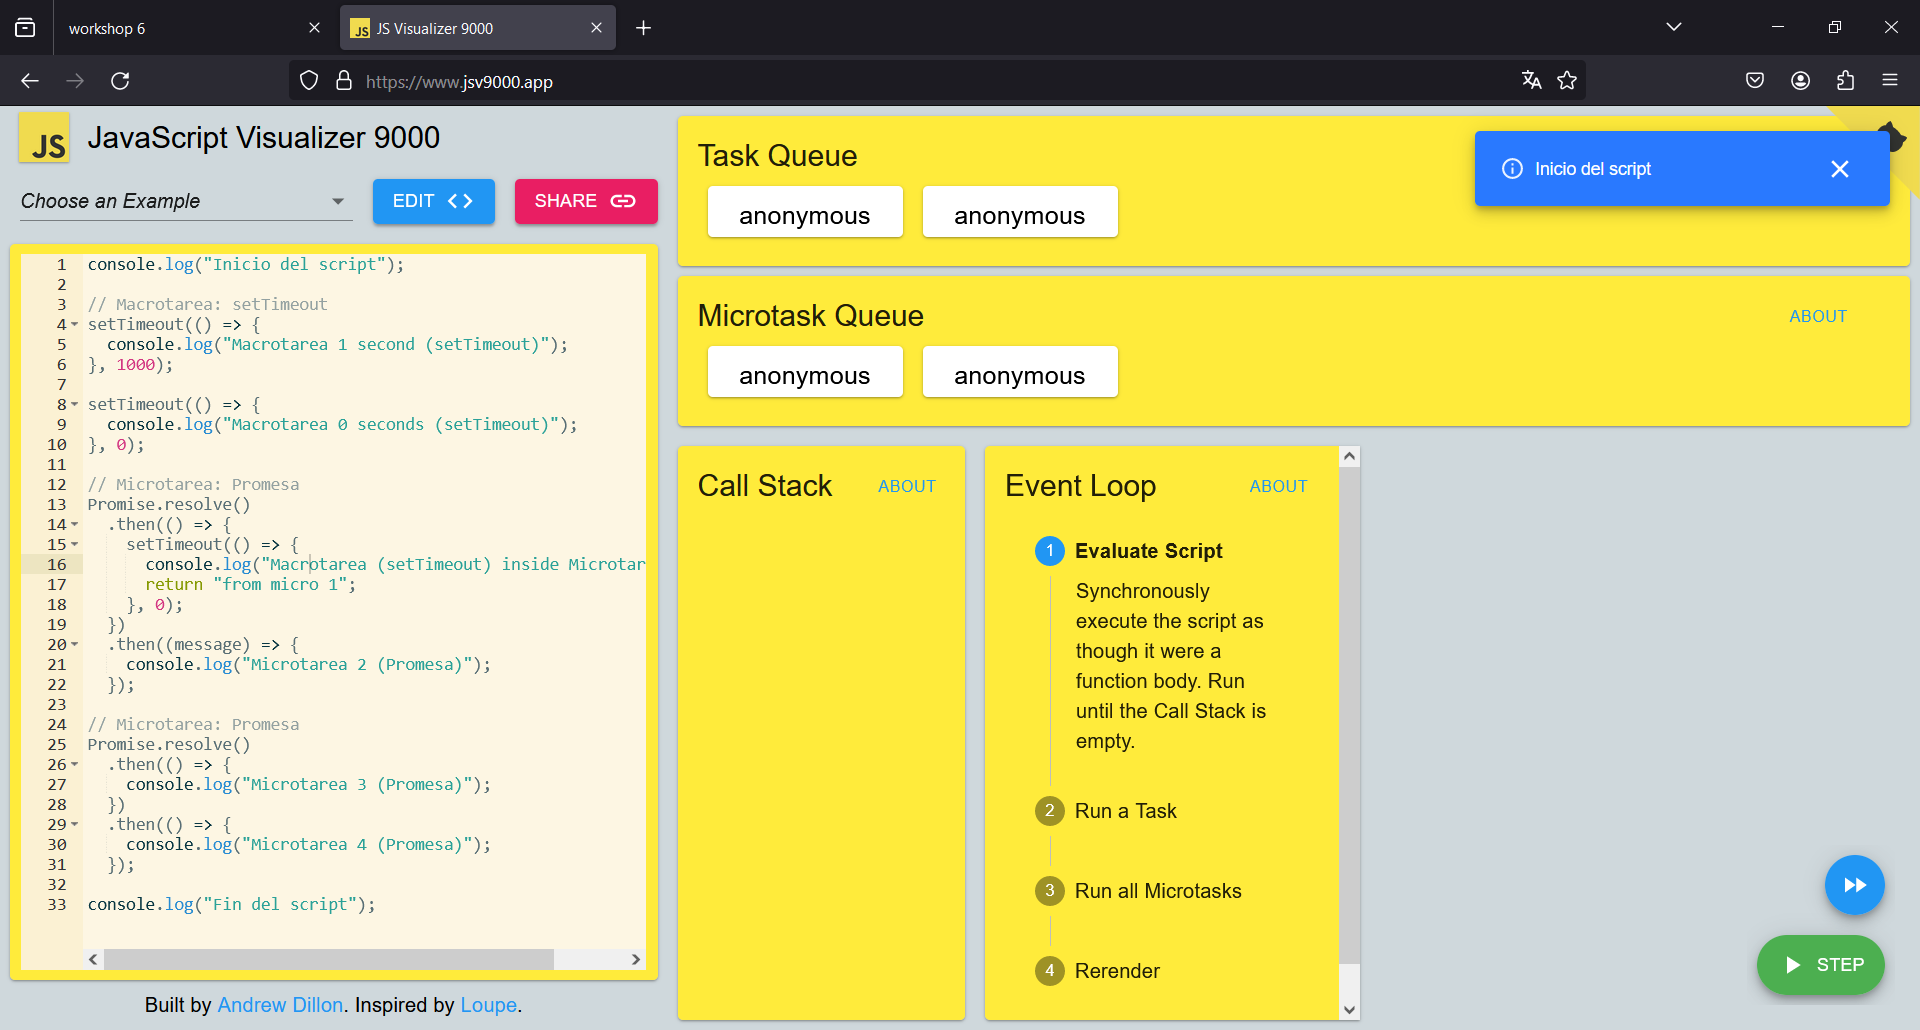 workshop 6
JS JS Visualizer 9000
https://www.jsv9000.app
JS JavaScript Visualizer 9000
Choose an Example
EDIT
SHARE
1 console.log("Inicio del script");
2
3 // Macrotarea: setTimeout
4 setTimeout(() => {
5 console.log("Macrotarea 1 second (setTimeout)");
6 }, 1000);
7
8 setTimeout(() => {
9 console.log("Macrotarea 0 seconds (setTimeout)");
10 }, 0);
11
12 // Microtarea: Promesa
13 Promise.resolve()
14 .then(() => {
15 setTimeout(() => {
16 console.log("Macrotarea (setTimeout) inside Microtar
17 return "from micro 1";
18 }, 0);
19 })
20 .then((message) => {
21 console.log("Microtarea 2 (Promesa)");
22 });
23
24 // Microtarea: Promesa
25 Promise.resolve()
26 .then(() => {
27 console.log("Microtarea 3 (Promesa)");
28 })
29 .then(() => {
30 console.log("Microtarea 4 (Promesa)");
31 });
32
33 console.log("Fin del script");
Built by Andrew Dillon. Inspired by Loupe.
Task Queue
anonymous anonymous
Inicio del script
Microtask Queue
ABOUT
anonymous anonymous
Call Stack
ABOUT
Event Loop
ABOUT
1 Evaluate Script
Synchronously
execute the script as
though it were a
function body. Run
until the Call Stack is
empty.
2 Run a Task
3 Run all Microtasks
4 Rerender
STEP